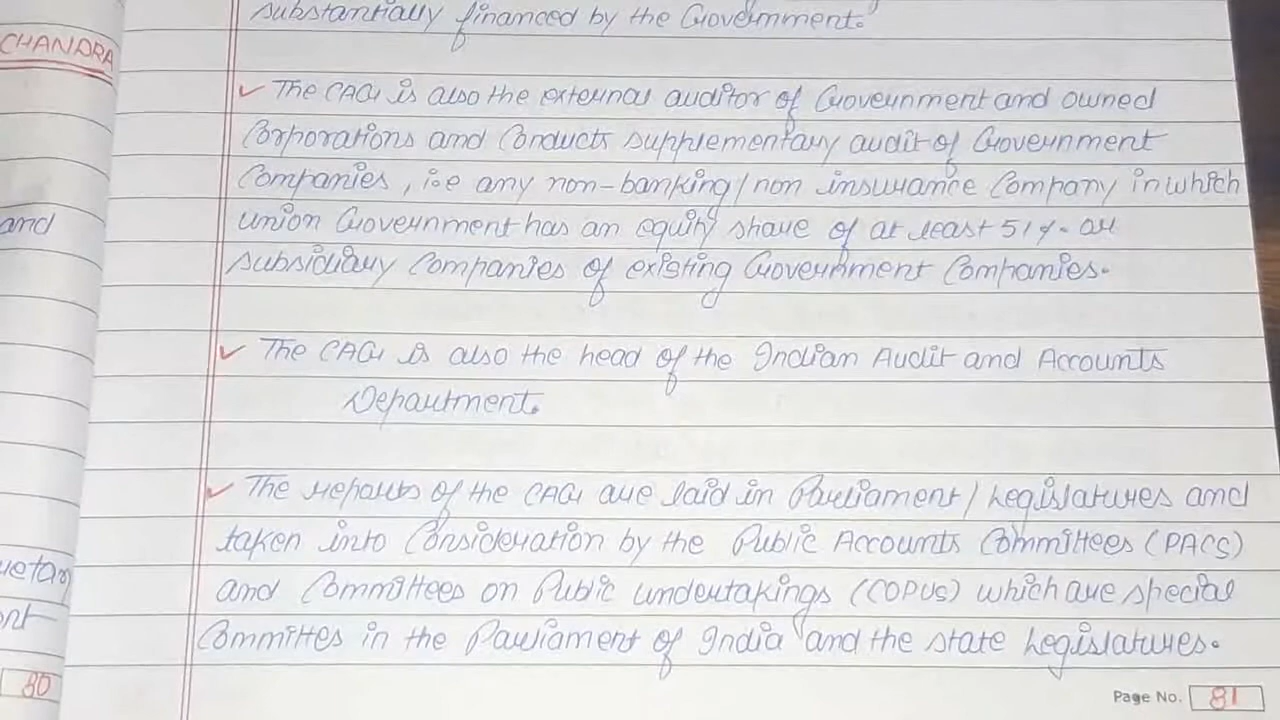 substantially financed by the Government.
CHANDRA
✓ The CAG is also the external auditor of Government and owned
Corporations and Conducts supplementary audit of Government
Companies, i.e any non-banking/non insurance Company in which
and
union Government has an equity share of at least 51% or
subsidiary Companies of existing Government Companies.
✓ The CAG is also the head of the Indian Audit and Accounts
Department.
✓ The reports of the CAG are laid in Parliament/Legislatures and
taken into Consideration by the Public Accounts Committees (PACS)
and Committees on Pubic undertakings (COPUS) which are special
Committes in the Parliament of India and the state Legislatures.
80
Page No. 81